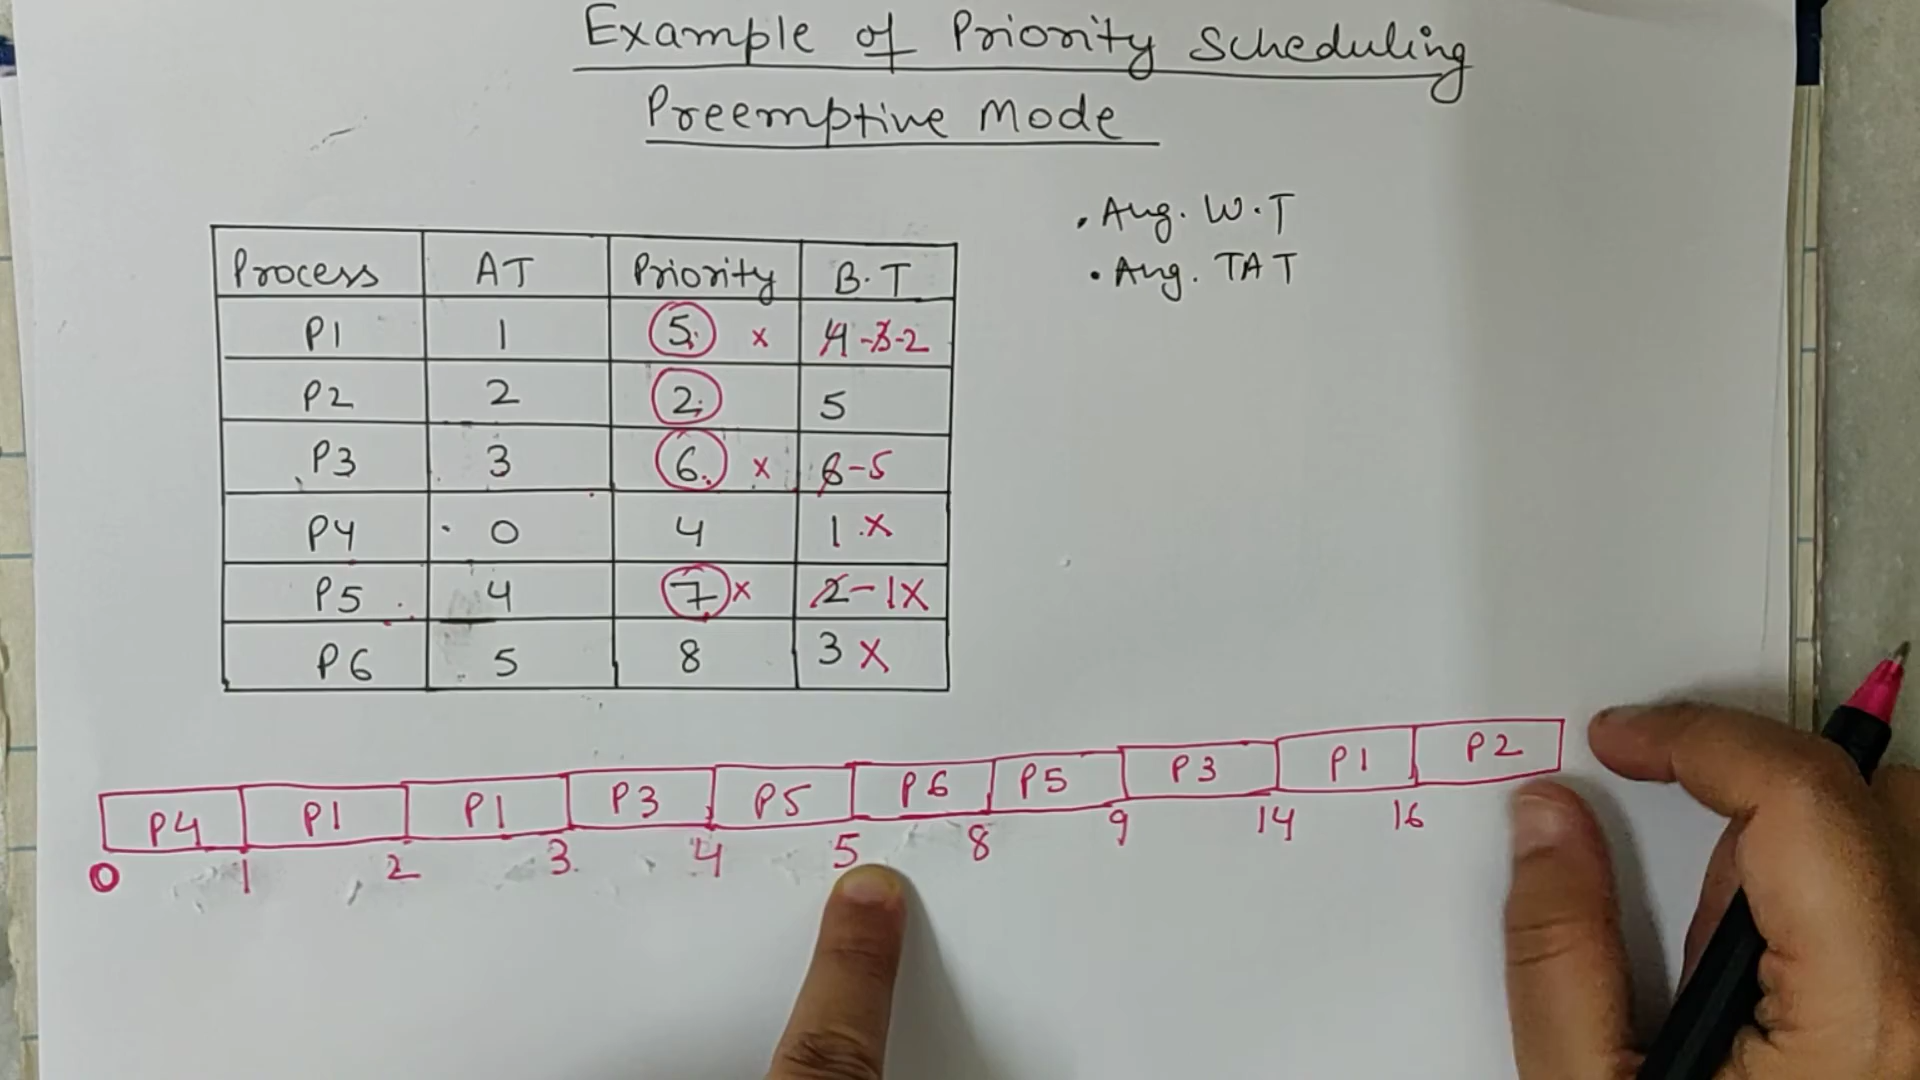 Example of Priority Scheduling
Preemptive Mode
• Avg. W.T
• Avg. TAT
Process AT Priority B.T
P1 1 5 x 4-3-2
P2 2 2 5
P3 3 6 x 6-5
P4 0 4 1 x
P5 4 7 x 2-1x
P6 5 8 3 x
P4 P1 P1 P3 P5 P6 P5 P3 P1 P2
0 1 2 3 4 5 8 9 14 16